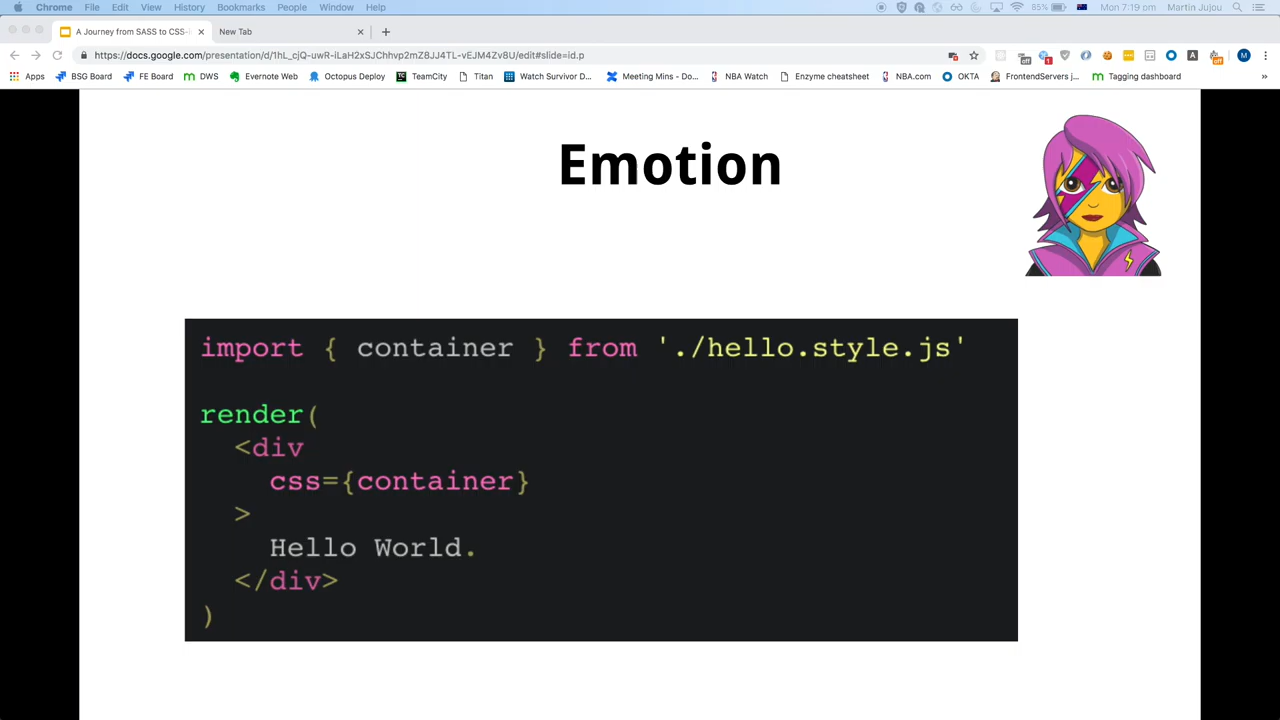 Chrome File Edit View History Bookmarks People Window Help 85% Mon 7:19 pm Martin Jujou
A Journey from SASS to CSS-i New Tab
https://docs.google.com/presentation/d/1hL_cjQ-uwR-iLaH2xSJChhvp2mZ8JJ4TL-vEJM4Zv8U/edit#slide=id.p
Apps BSG Board FE Board DWS Evernote Web Octopus Deploy TeamCity Titan Watch Survivor D... Meeting Mins - Do... NBA Watch Enzyme cheatsheet NBA.com OKTA FrontendServers j... Tagging dashboard
Emotion
import { container } from './hello.style.js'
render(
<div
css={container}
>
Hello World.
</div>
)